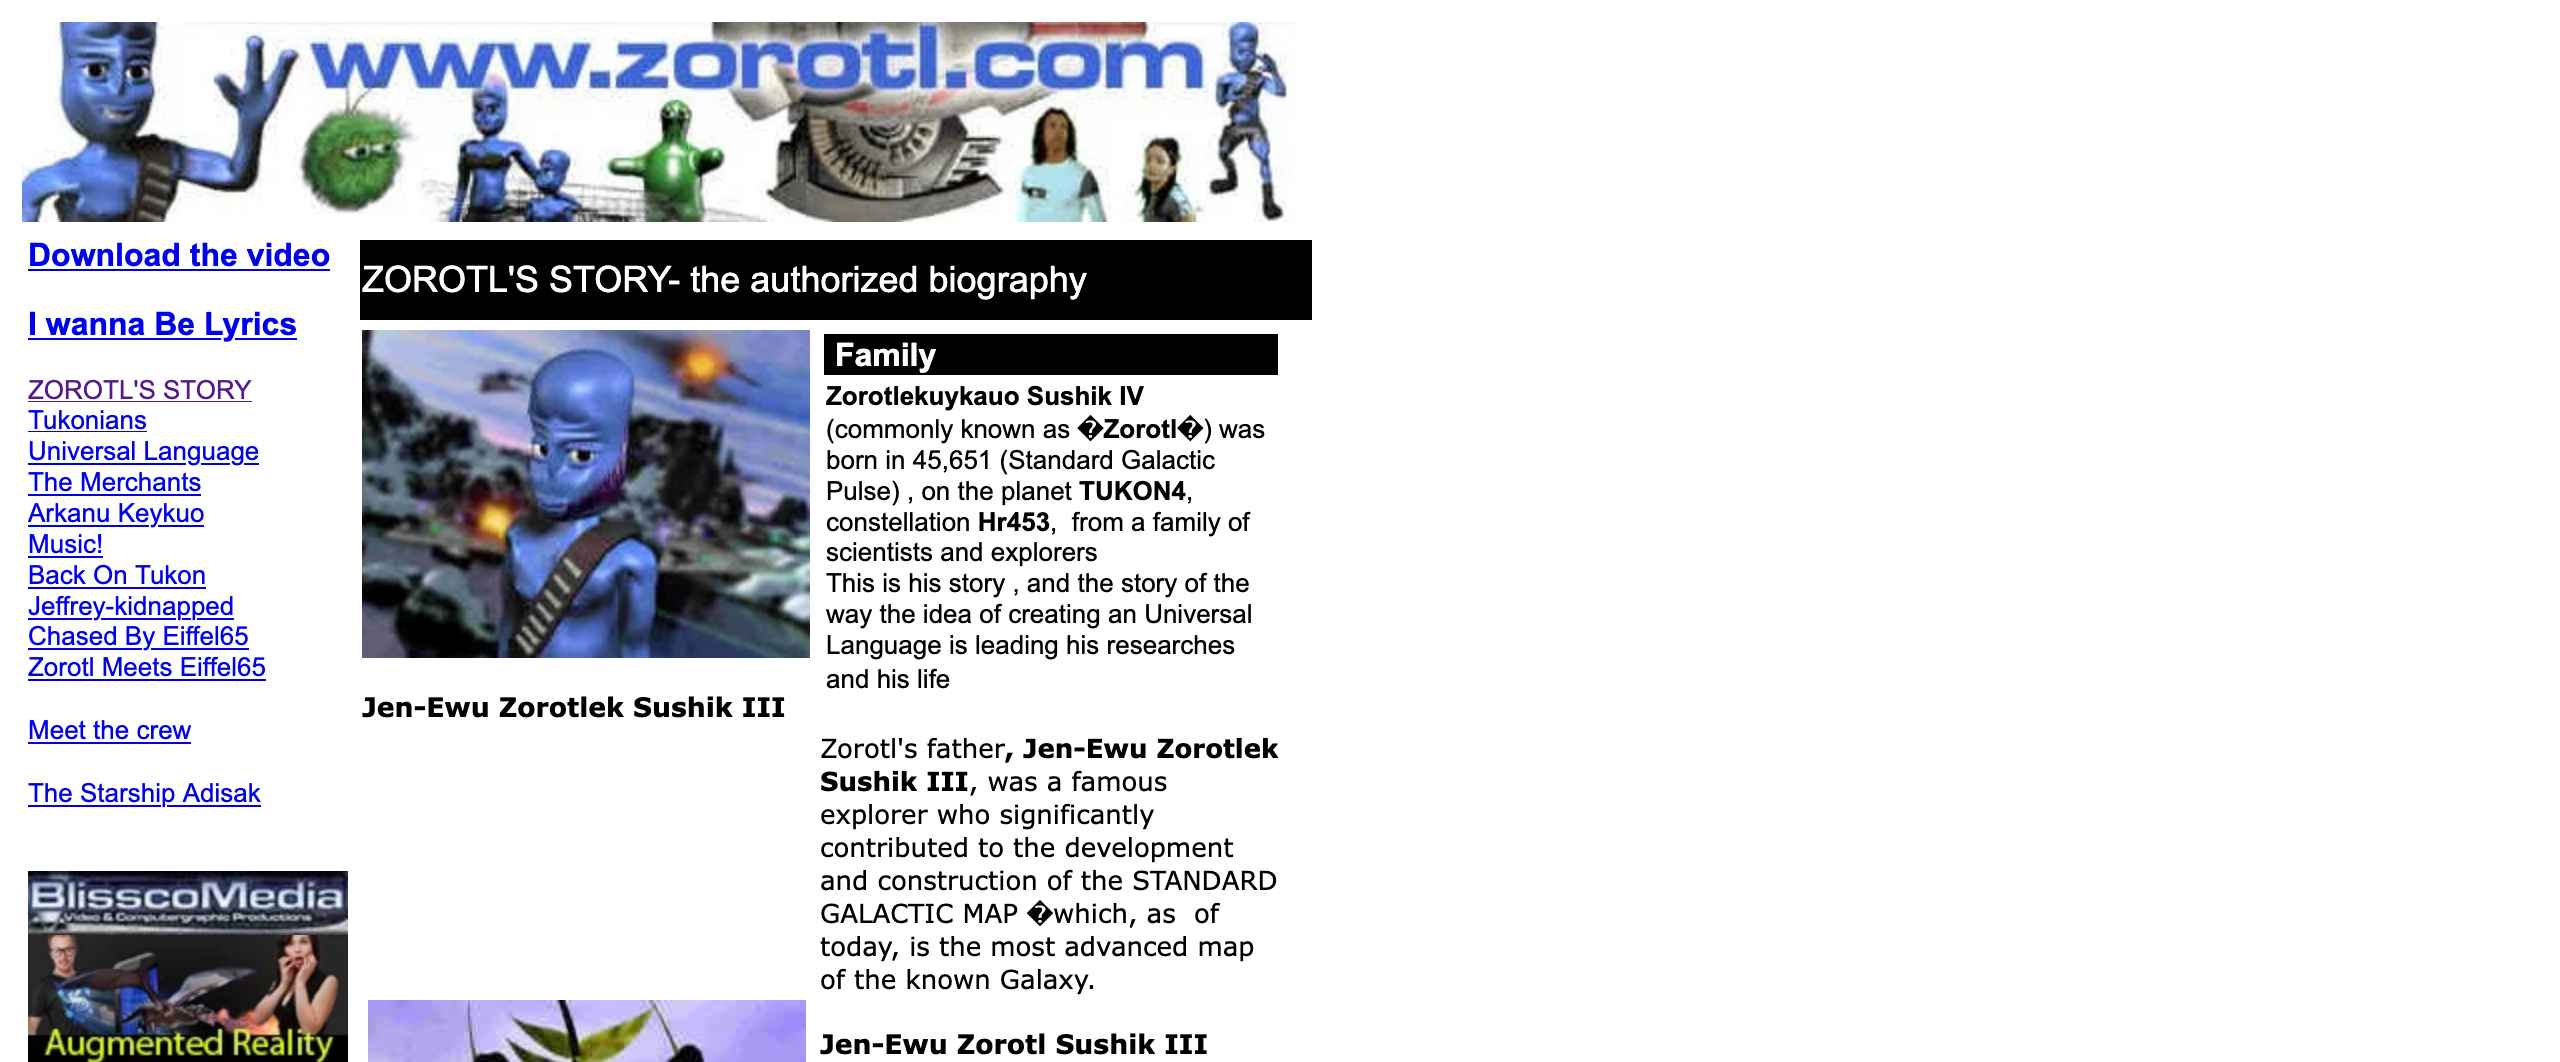 www.zorotl.com
Download the video
I wanna Be Lyrics
ZOROTL'S STORY
Tukonians
Universal Language
The Merchants
Arkanu Keykuo
Music!
Back On Tukon
Jeffrey-kidnapped
Chased By Eiffel65
Zorotl Meets Eiffel65
Meet the crew
The Starship Adisak
BlisscoMedia
Video & Computergraphic Productions
Augmented Reality
ZOROTL'S STORY- the authorized biography
Jen-Ewu Zorotlek Sushik III
Family
Zorotlekuykauo Sushik IV
(commonly known as �Zorotl�) was
born in 45,651 (Standard Galactic
Pulse) , on the planet TUKON4,
constellation Hr453,  from a family of
scientists and explorers
This is his story , and the story of the
way the idea of creating an Universal
Language is leading his researches
and his life
Zorotl's father, Jen-Ewu Zorotlek
Sushik III, was a famous
explorer who significantly
contributed to the development
and construction of the STANDARD
GALACTIC MAP �which, as  of
today, is the most advanced map
of the known Galaxy.
Jen-Ewu Zorotl Sushik III